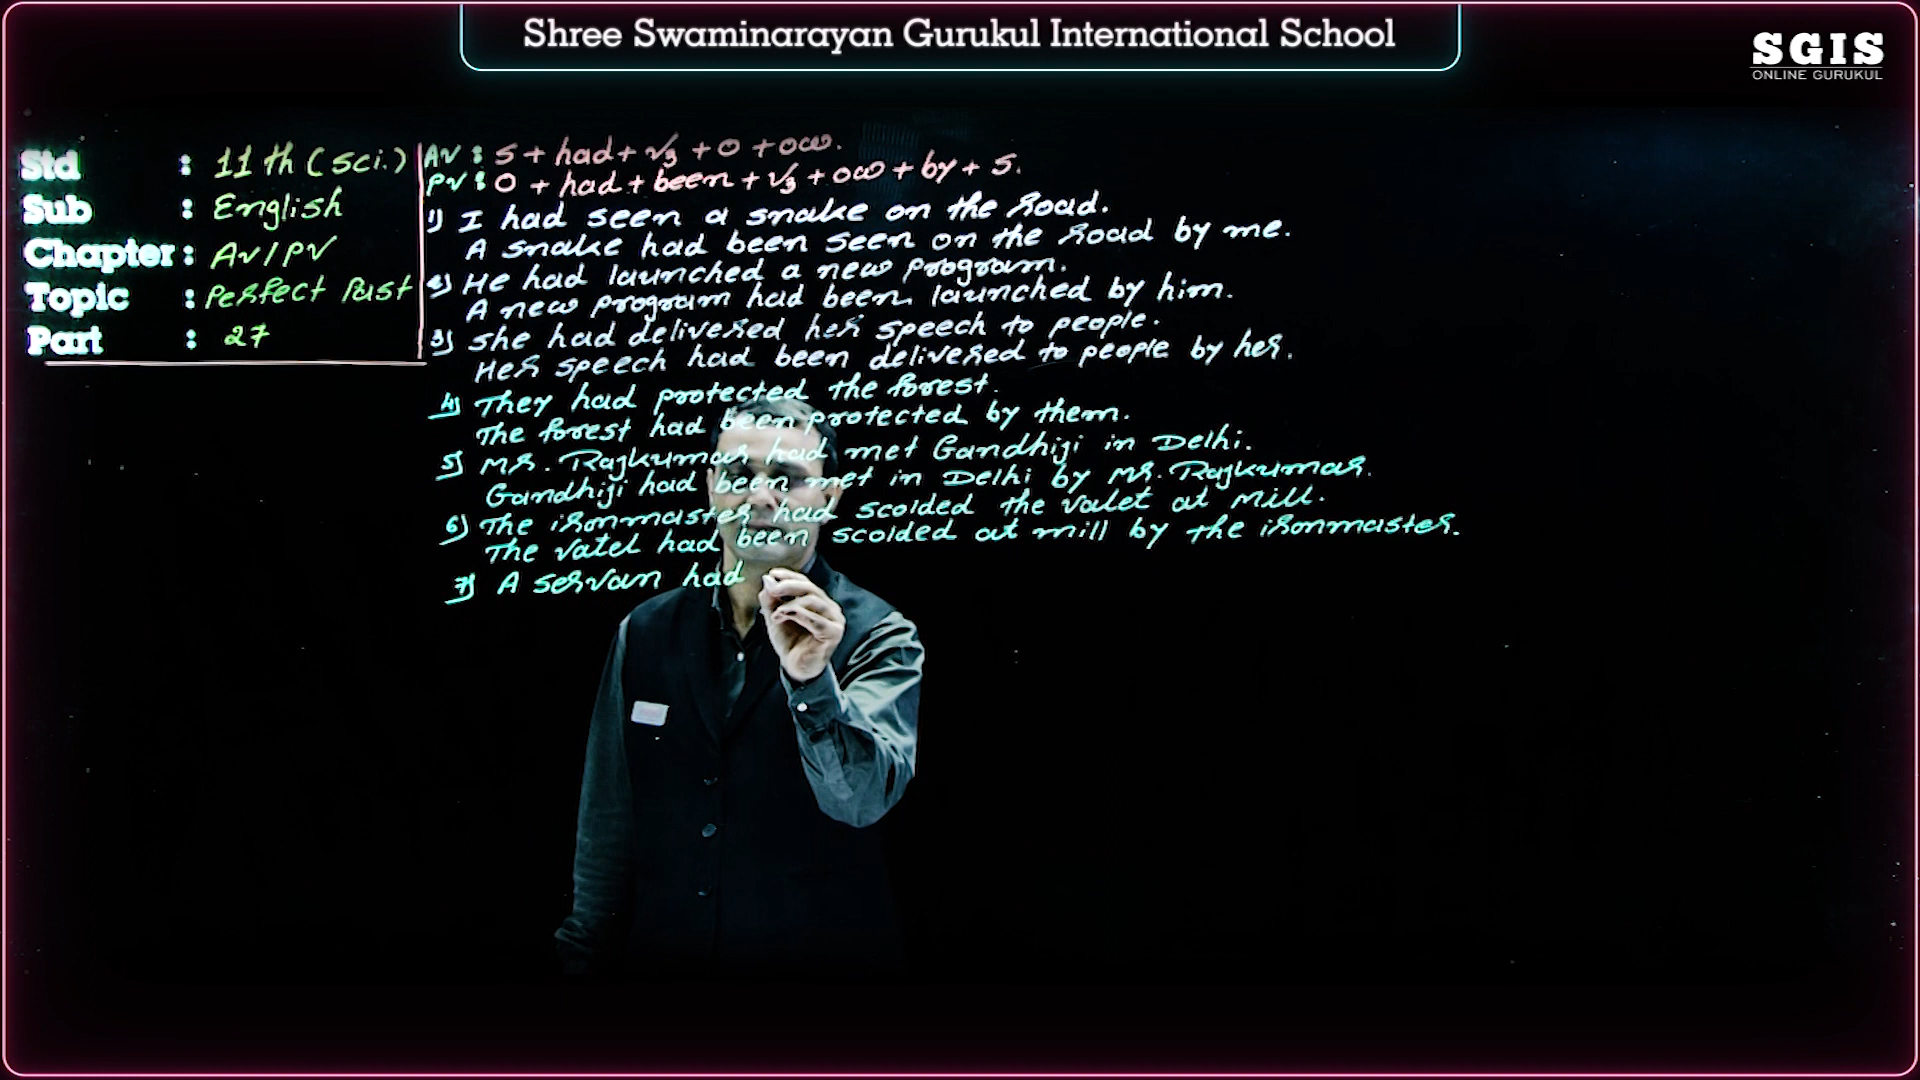 Shree Swaminarayan Gurukul International School
SGIS
ONLINE GURUKUL
Std : 11 th (Sci.)
Sub : English
Chapter : AV/PV
Topic : Perfect Past
Part : 27
AV : S + had + V3 + O + OW.
PV : O + had + been + V3 + OW + by + S.
1) I had seen a snake on the road.
A snake had been seen on the road by me.
2) He had launched a new program.
A new program had been launched by him.
3) She had delivered her speech to people.
Her speech had been delivered to people by her.
4) They had protected the forest.
The forest had been protected by them.
5) Mr. Rajkumar had met Gandhiji in Delhi.
Gandhiji had been met in Delhi by Mr. Rajkumar.
6) The ironmaster had scolded the valet at Mill.
The vatel had been scolded at mill by the ironmaster.
7) A servan had